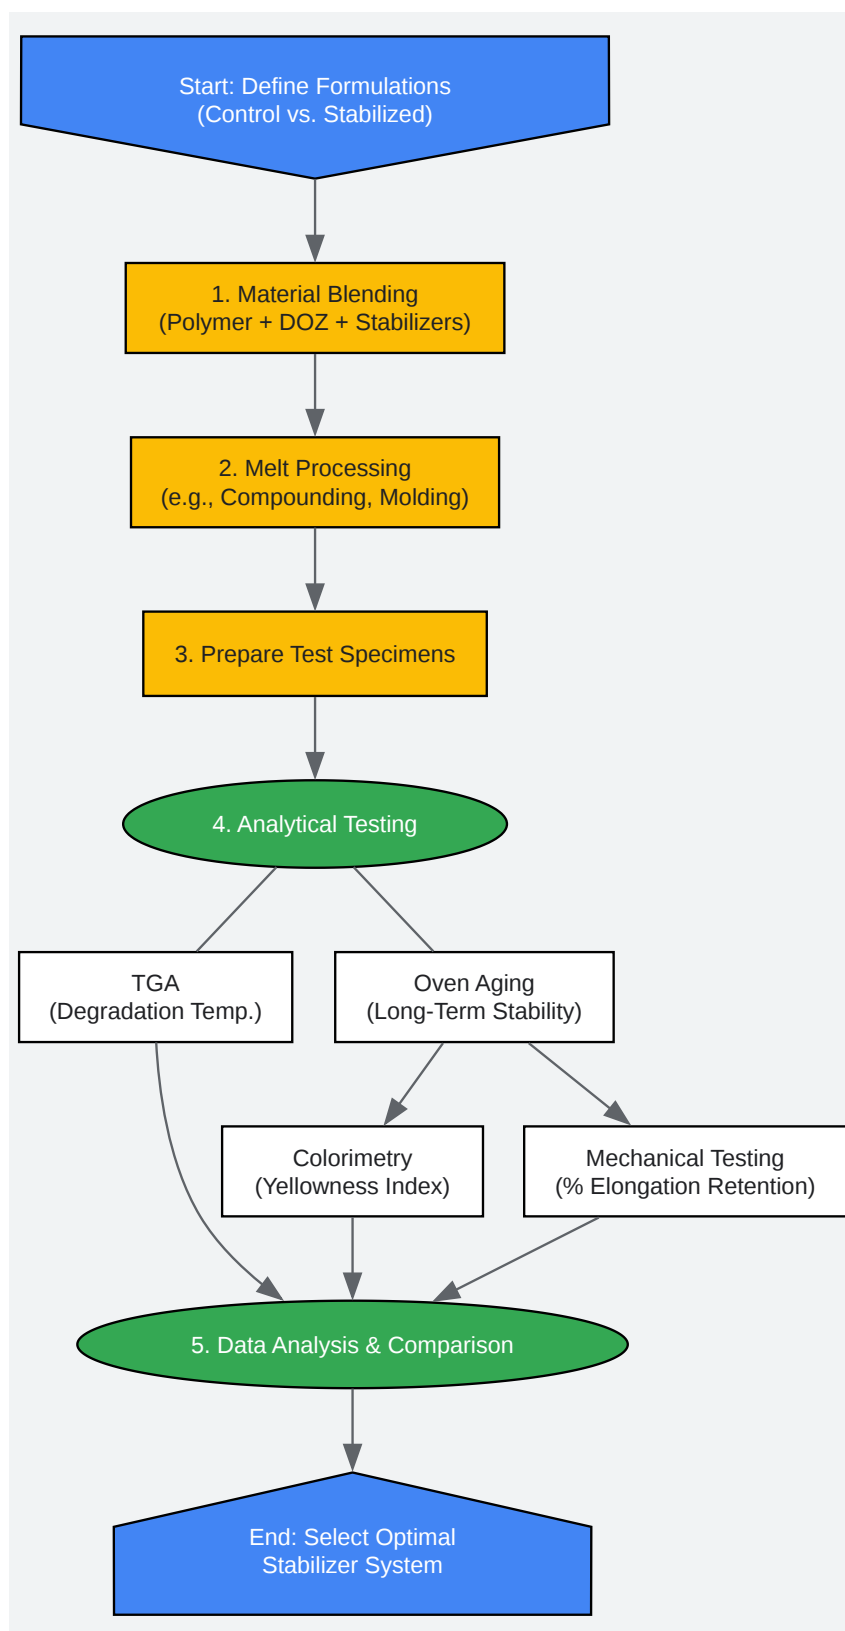 Start: Define Formulations
(Control vs. Stabilized)
1. Material Blending
(Polymer + DOZ + Stabilizers)
2. Melt Processing
(e.g., Compounding, Molding)
3. Prepare Test Specimens
4. Analytical Testing
TGA
(Degradation Temp.)
Oven Aging
(Long-Term Stability)
Colorimetry
(Yellowness Index)
Mechanical Testing
(% Elongation Retention)
5. Data Analysis & Comparison
End: Select Optimal
Stabilizer System